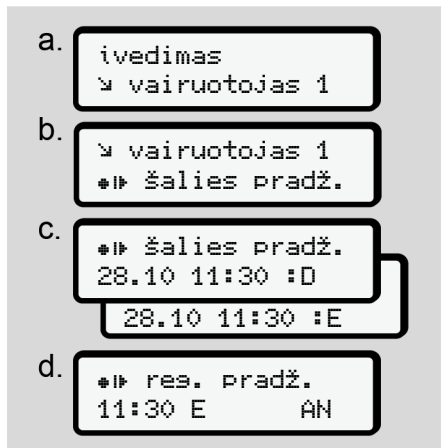 a.
ivedimas
↘ vairuotojas 1
b.
↘ vairuotojas 1
●I▶ šalies pradž.
c.
●I▶ šalies pradž.
28.10 11:30 :D
28.10 11:30 :E
d.
●I▶ reg. pradž.
11:30 E AN